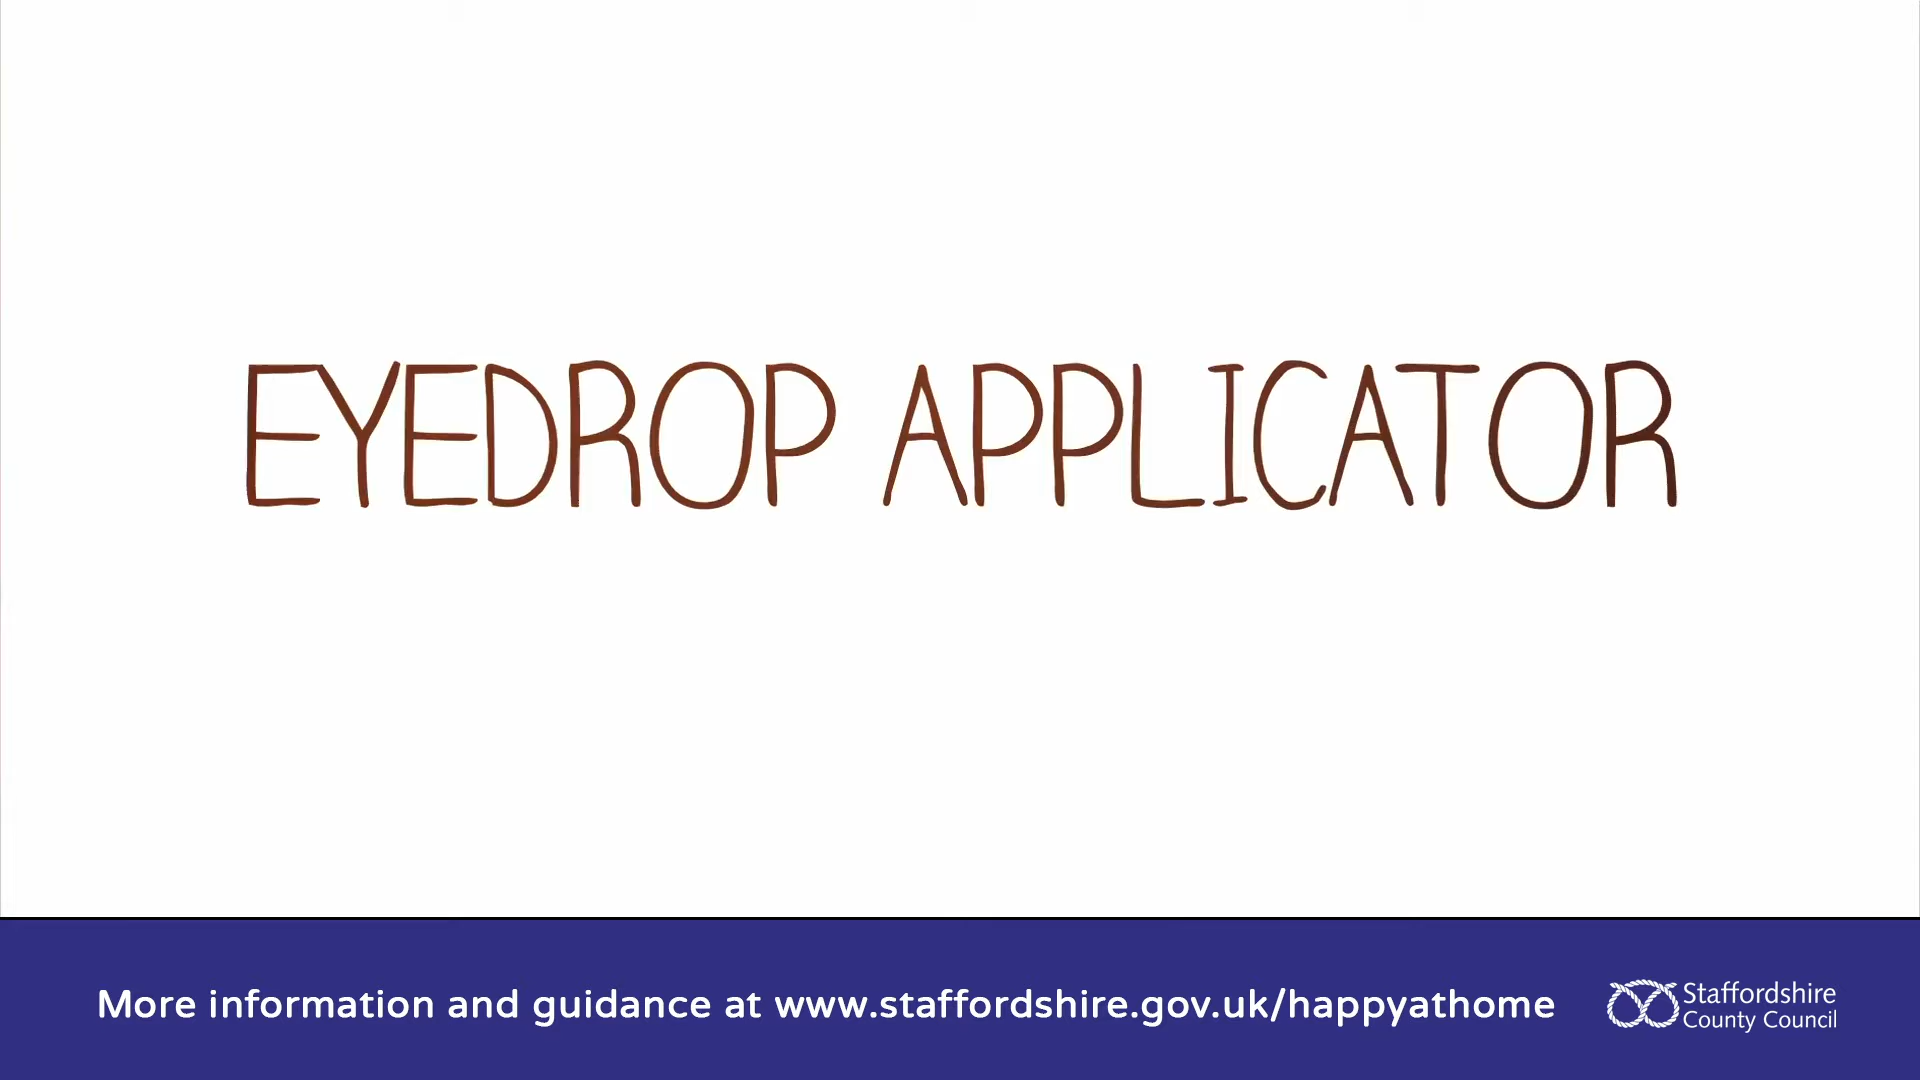 EYEDROP APPLICATOR
More information and guidance at www.staffordshire.gov.uk/happyathome
Staffordshire
County Council